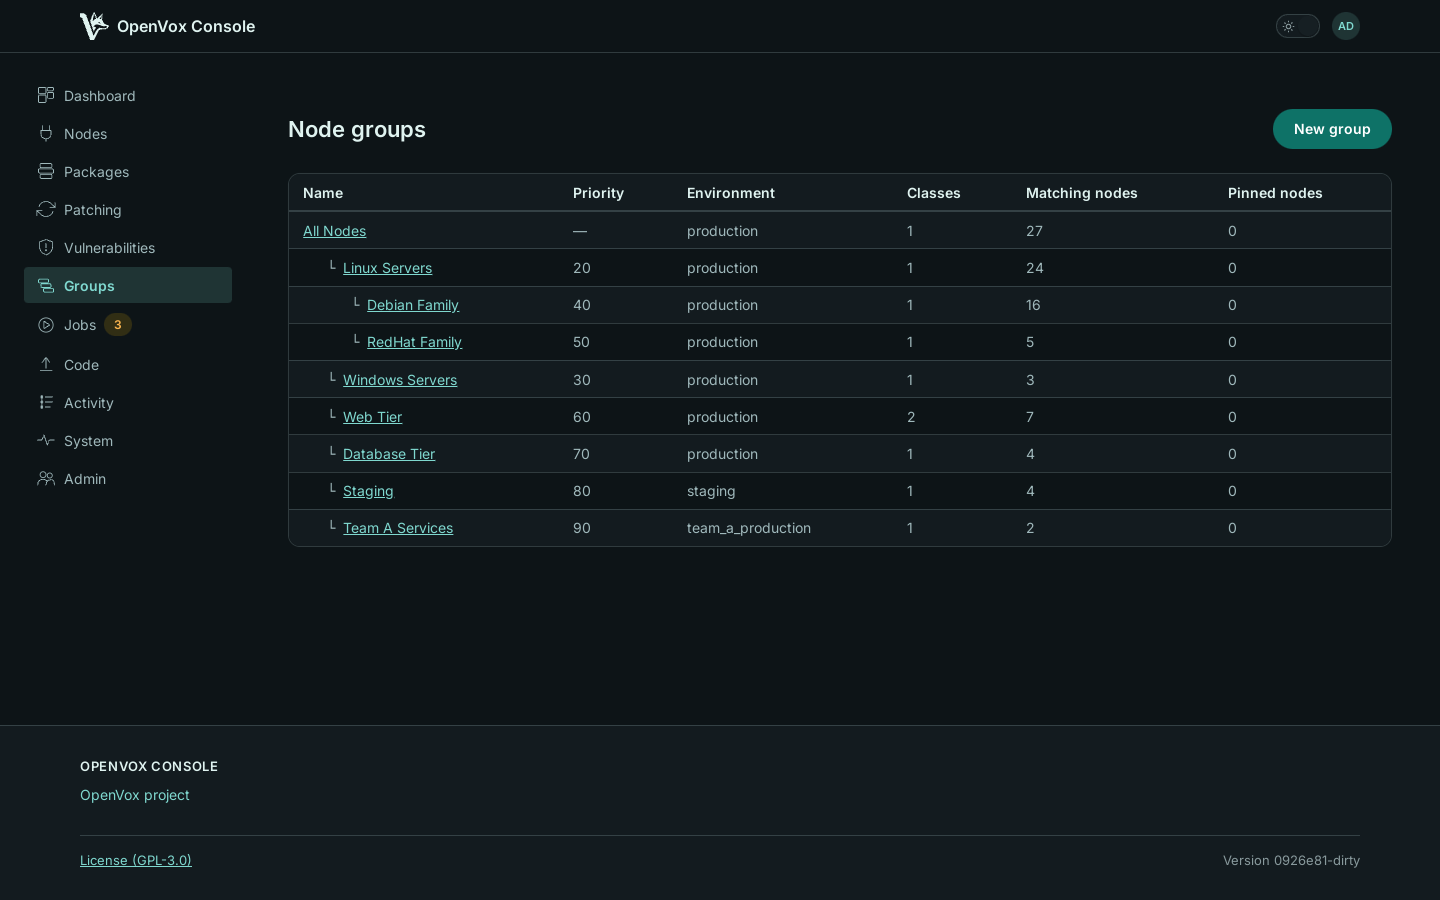 OpenVox Console
AD
Dashboard
Nodes
Packages
Patching
Vulnerabilities
Groups
Jobs 3
Code
Activity
System
Admin
Node groups
New group
Name Priority Environment Classes Matching nodes Pinned nodes
All Nodes — production 1 27 0
└ Linux Servers 20 production 1 24 0
└ Debian Family 40 production 1 16 0
└ RedHat Family 50 production 1 5 0
└ Windows Servers 30 production 1 3 0
└ Web Tier 60 production 2 7 0
└ Database Tier 70 production 1 4 0
└ Staging 80 staging 1 4 0
└ Team A Services 90 team_a_production 1 2 0
OPENVOX CONSOLE
OpenVox project
License (GPL-3.0)
Version 0926e81-dirty